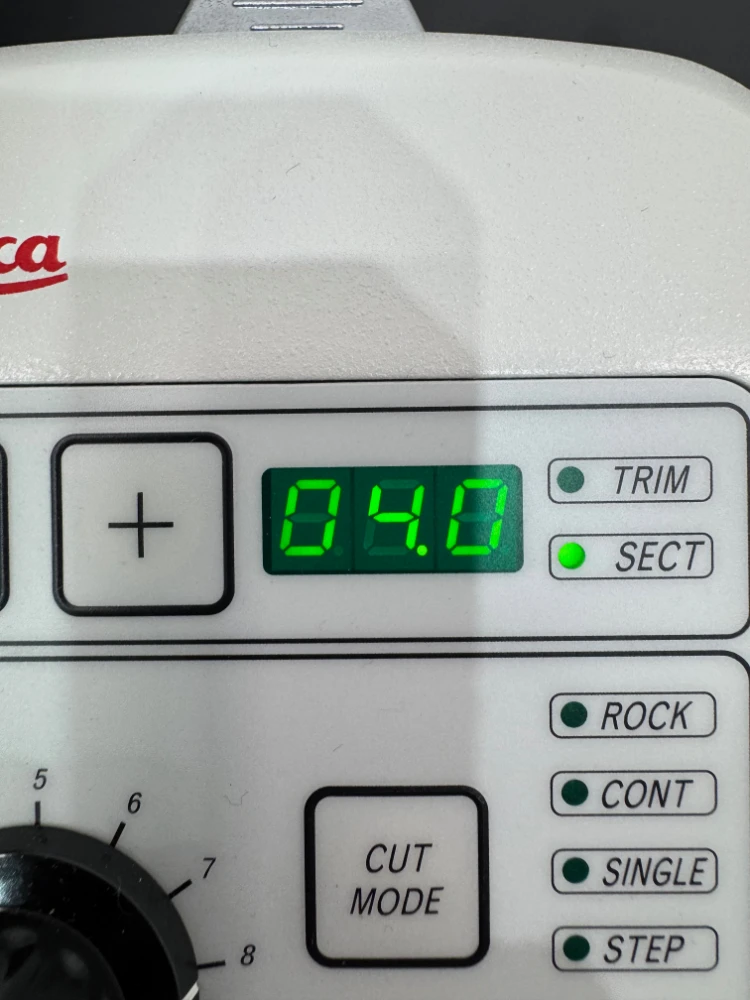 ca
+
04.0
TRIM
SECT
ROCK
CONT
SINGLE
STEP
CUT
MODE
5
6
7
8